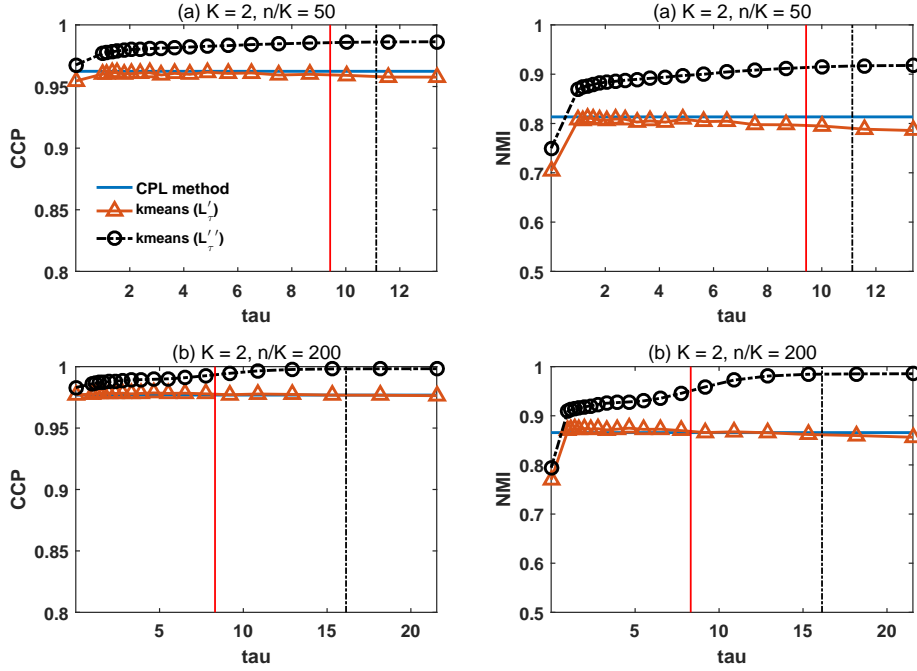 (a) K = 2, n/K = 50
1
0.95
0.9
0.85
0.8
CCP
CPL method
kmeans (L′τ)
kmeans (L′′τ)
2 4 6 8 10 12
tau
(a) K = 2, n/K = 50
1
0.9
0.8
0.7
0.6
0.5
NMI
2 4 6 8 10 12
tau
(b) K = 2, n/K = 200
1
0.95
0.9
0.85
0.8
CCP
5 10 15 20
tau
(b) K = 2, n/K = 200
1
0.9
0.8
0.7
0.6
0.5
NMI
5 10 15 20
tau